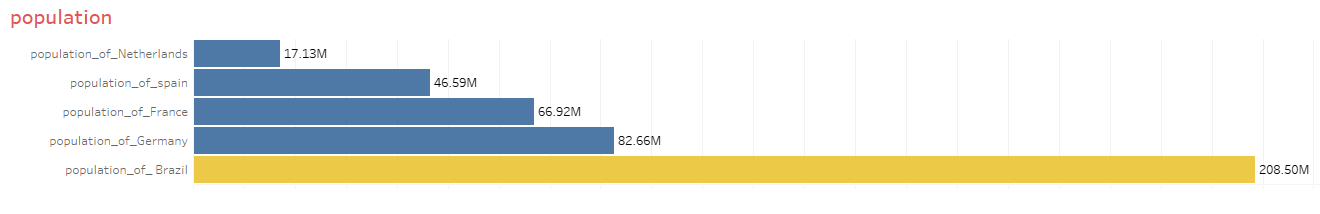 population
population_of_Netherlands 17.13M
population_of_spain 46.59M
population_of_France 66.92M
population_of_Germany 82.66M
population_of_ Brazil 208.50M